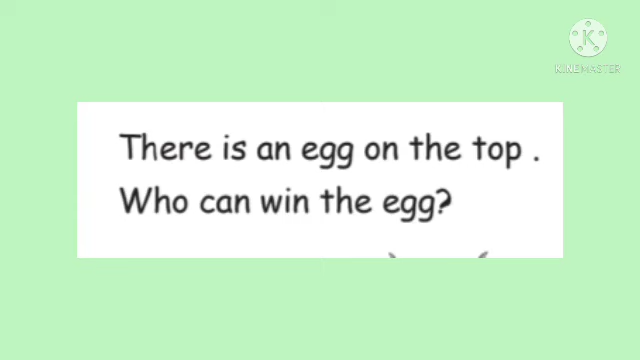 KINEMASTER
There is an egg on the top .
Who can win the egg?